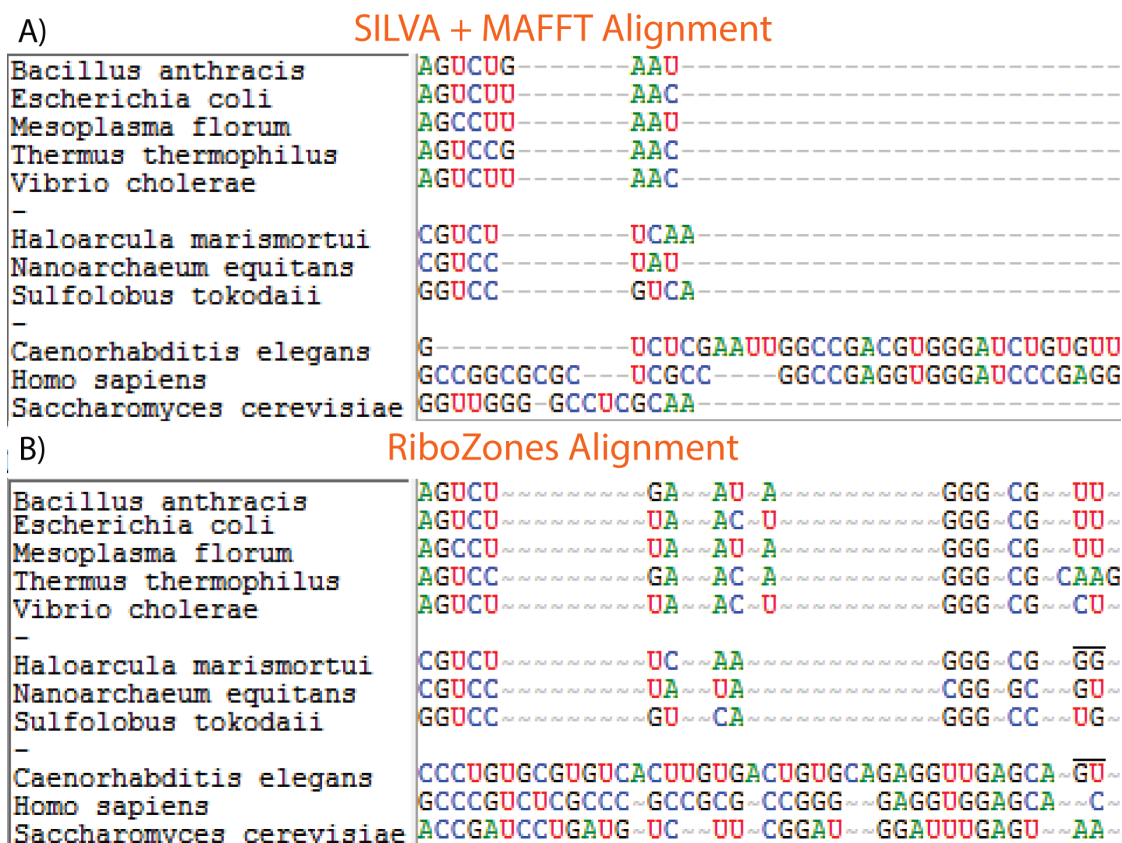 A) SILVA + MAFFT Alignment
Bacillus anthracis AGUCUG-------AAU---------------------------
Escherichia coli AGUCUU-------AAC---------------------------
Mesoplasma florum AGCCUU-------AAU---------------------------
Thermus thermophilus AGUCCG-------AAC---------------------------
Vibrio cholerae AGUCUU-------AAC---------------------------
-
Haloarcula marismortui CGUCU--------UCAA--------------------------
Nanoarchaeum equitans CGUCC--------UAU---------------------------
Sulfolobus tokodaii GGUCC--------GUCA--------------------------
-
Caenorhabditis elegans G------------UCUCGAAUUGGCCGACGUGGGAUCUGUGUU
Homo sapiens GCCGGCGCGC---UCGCC----GGCCGAGGUGGGAUCCCGAGG
Saccharomyces cerevisiae GGUUGGG-GCCUCGCAA--------------------------
B) RiboZones Alignment
Bacillus anthracis AGUCU~~~~~~~~~GA~~AU~A~~~~~~~~~~GGG~CG~~UU~
Escherichia coli AGUCU~~~~~~~~~UA~~AC~U~~~~~~~~~~GGG~CG~~UU~
Mesoplasma florum AGCCU~~~~~~~~~UA~~AU~A~~~~~~~~~~GGG~CG~~UU~
Thermus thermophilus AGUCC~~~~~~~~~GA~~AC~A~~~~~~~~~~GGG~CG~CAAG
Vibrio cholerae AGUCU~~~~~~~~~UA~~AC~U~~~~~~~~~~GGG~CG~~CU~
-
Haloarcula marismortui CGUCU~~~~~~~~~UC~~AA~~~~~~~~~~~~GGG~CG~~GG~
Nanoarchaeum equitans CGUCC~~~~~~~~~UA~~UA~~~~~~~~~~~~CGG~GC~~GU~
Sulfolobus tokodaii GGUCC~~~~~~~~~GU~~CA~~~~~~~~~~~~GGG~CC~~UG~
-
Caenorhabditis elegans CCCUGUGCGUGUCACUUGUGACUGUGCAGAGGUUGAGCA~GU~
Homo sapiens GCCCGUCUCGCCC~GCCGCG~CCGGG~~GAGGUGGAGCA~~C~
Saccharomyces cerevisiae ACCGAUCCUGAUG~UC~~UU~CGGAU~~GGAUUUGAGU~~AA~